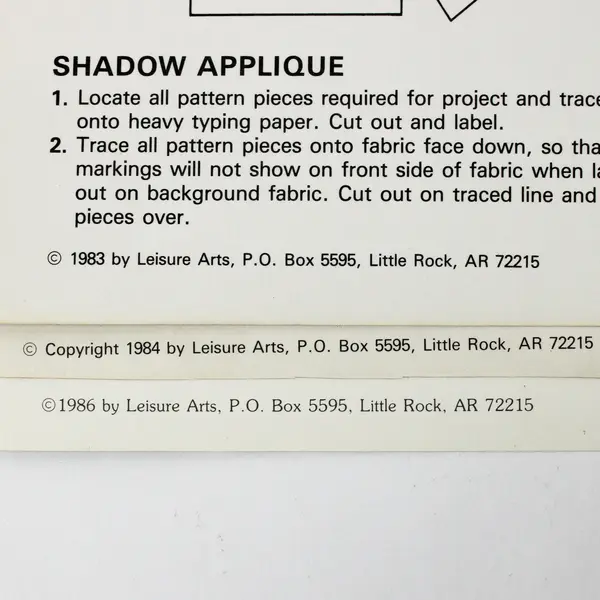 SHADOW APPLIQUE
1. Locate all pattern pieces required for project and trace
onto heavy typing paper. Cut out and label.
2. Trace all pattern pieces onto fabric face down, so
markings will not show on front side of fabric when
out on background fabric. Cut out on traced line and
pieces over.
© 1983 by Leisure Arts, P.O. Box 5595, Little Rock, AR 72215
© Copyright 1984 by Leisure Arts, P.O. Box 5595, Little Rock, AR 72215
©1986 by Leisure Arts, P.O. Box 5595, Little Rock, AR 72215